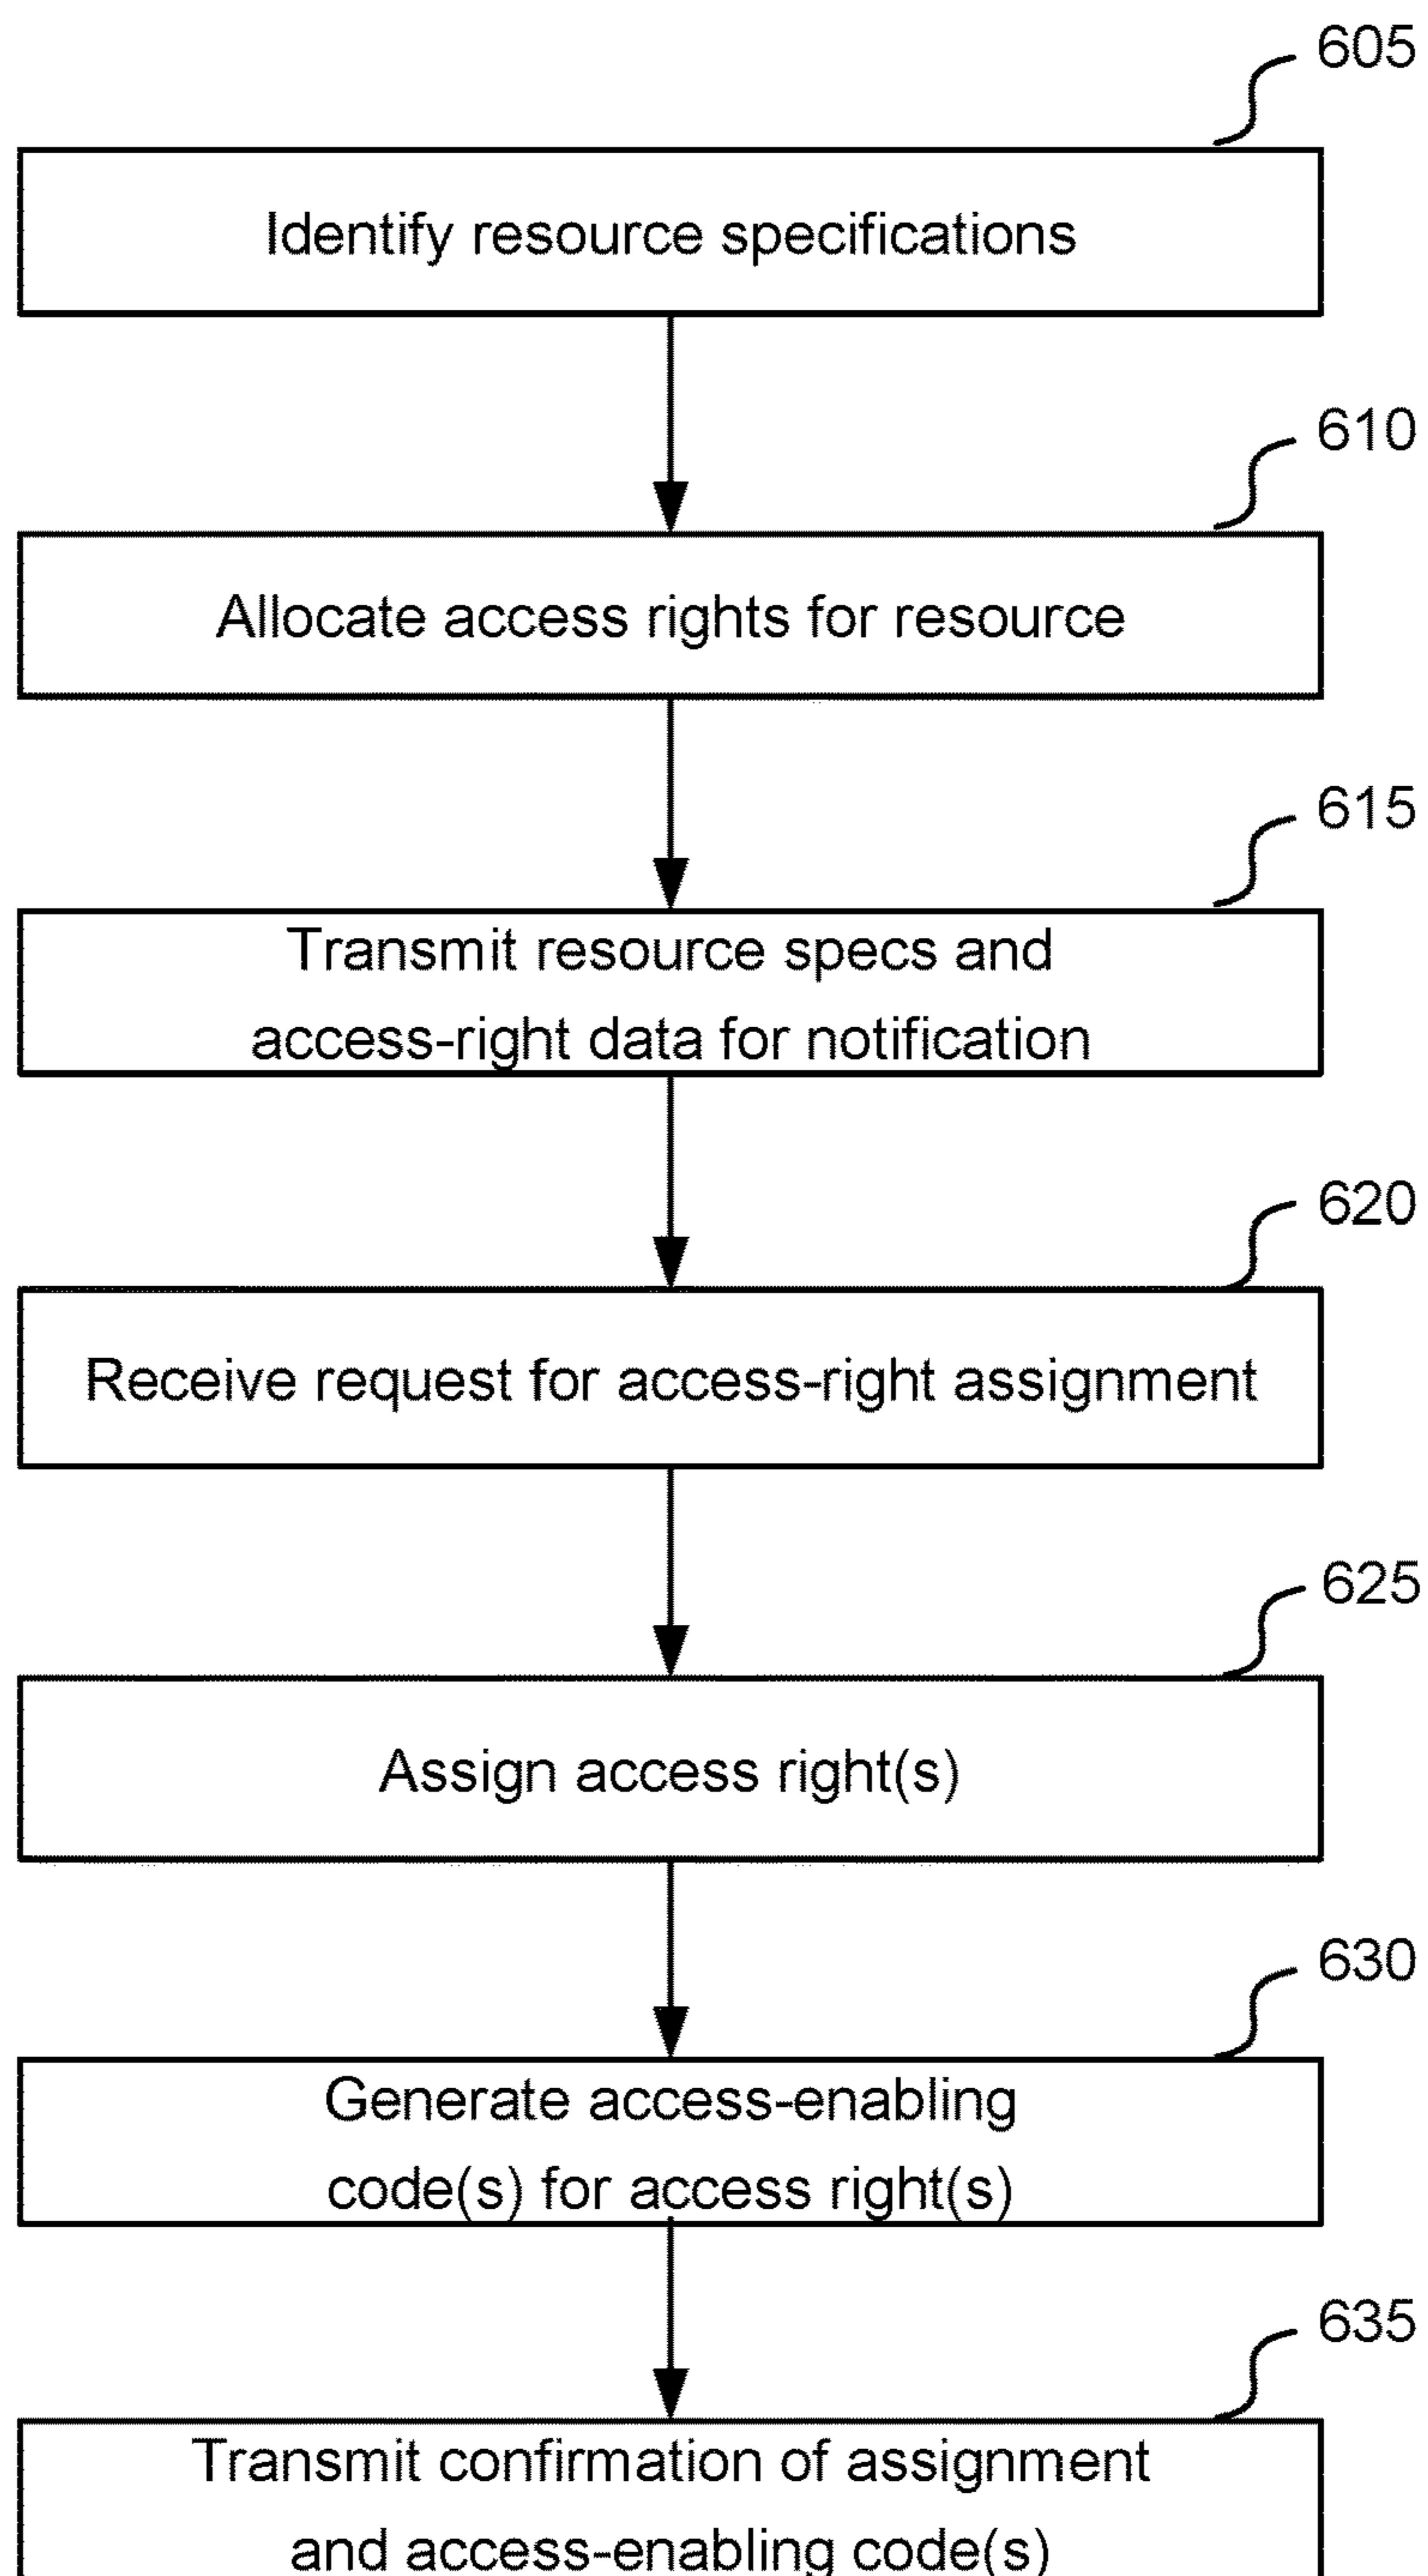 605
Identify resource specifications
610
Allocate access rights for resource
615
Transmit resource specs and
access-right data for notification
620
Receive request for access-right assignment
625
Assign access right(s)
630
Generate access-enabling
code(s) for access right(s)
635
Transmit confirmation of assignment
and access-enabling code(s)